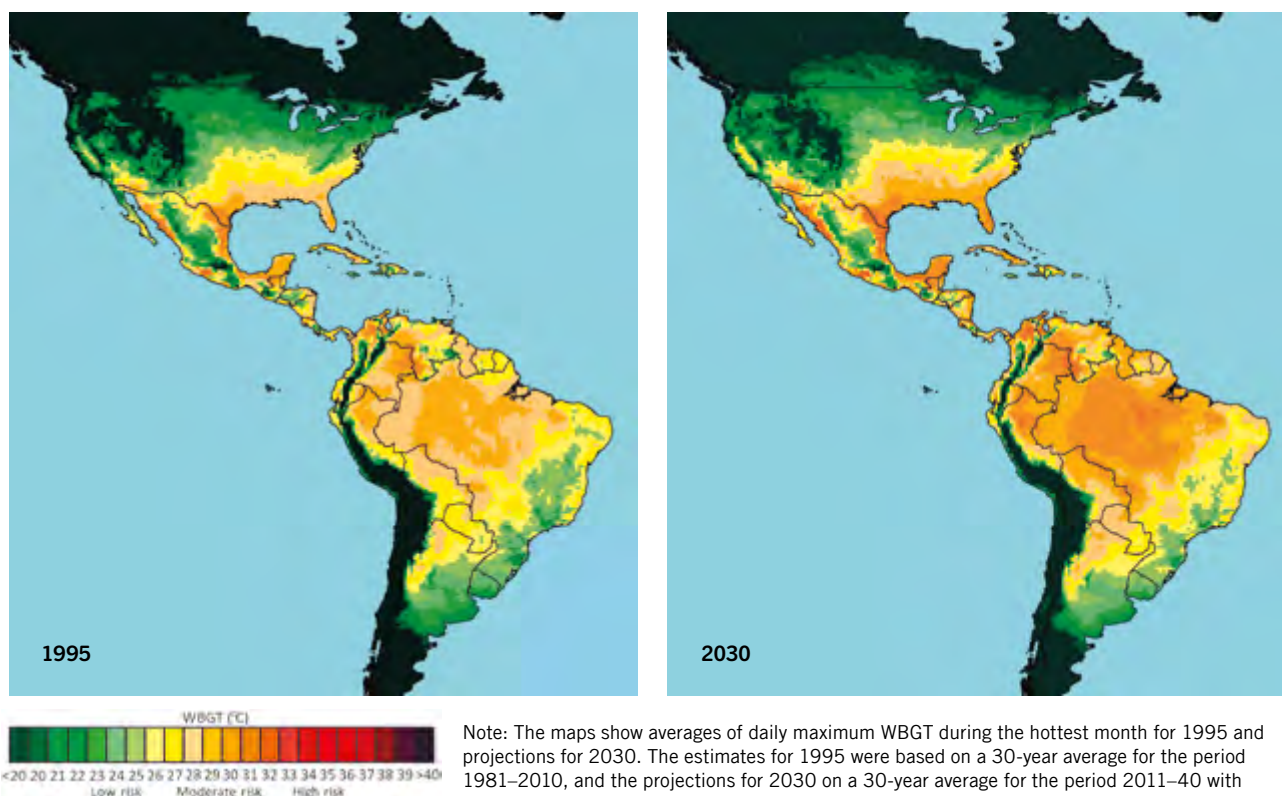 1995
2030
WBGT (°C)
<20 20 21 22 23 24 25 26 27 28 29 30 31 32 33 34 35 36 37 38 39 >40
Low risk Moderate risk High risk
Note: The maps show averages of daily maximum WBGT during the hottest month for 1995 and
projections for 2030. The estimates for 1995 were based on a 30-year average for the period
1981–2010, and the projections for 2030 on a 30-year average for the period 2011–40 with